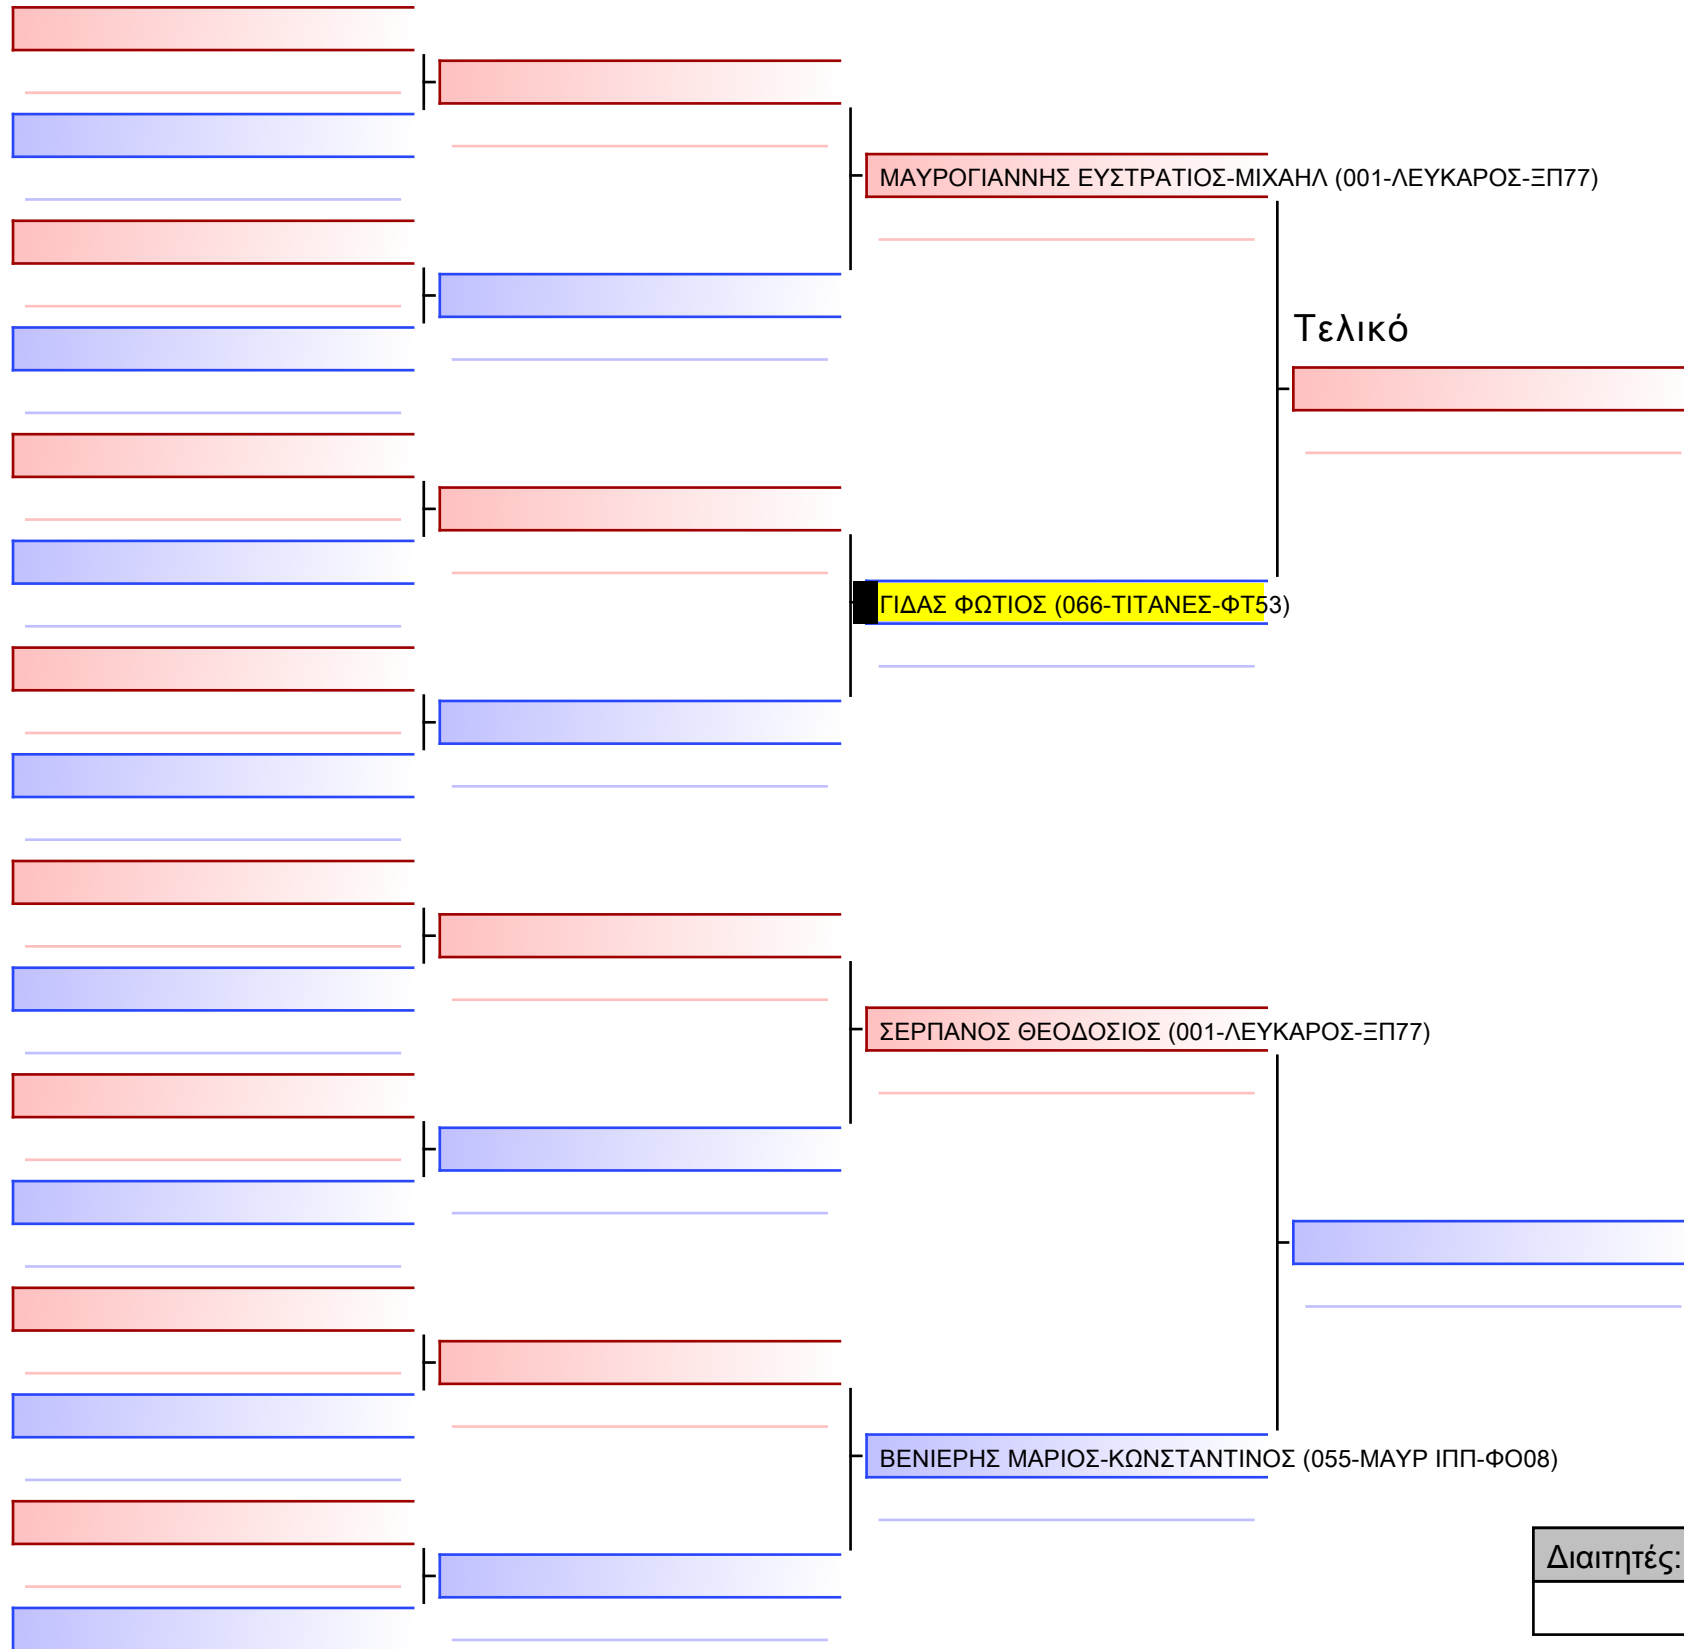 ΜΑΥΡΟΓΙΑΝΝΗΣ ΕΥΣΤΡΑΤΙΟΣ-ΜΙΧΑΗΛ (001-ΛΕΥΚΑΡΟΣ-ΞΠ77)
Τελικό
ΓΙΔΑΣ ΦΩΤΙΟΣ (066-ΤΙΤΑΝΕΣ-ΦΤ53)
ΣΕΡΠΑΝΟΣ ΘΕΟΔΟΣΙΟΣ (001-ΛΕΥΚΑΡΟΣ-ΞΠ77)
ΒΕΝΙΕΡΗΣ ΜΑΡΙΟΣ-ΚΩΝΣΤΑΝΤΙΝΟΣ (055-ΜΑΥΡ ΙΠΠ-ΦΟ08)
Διαιτητές: